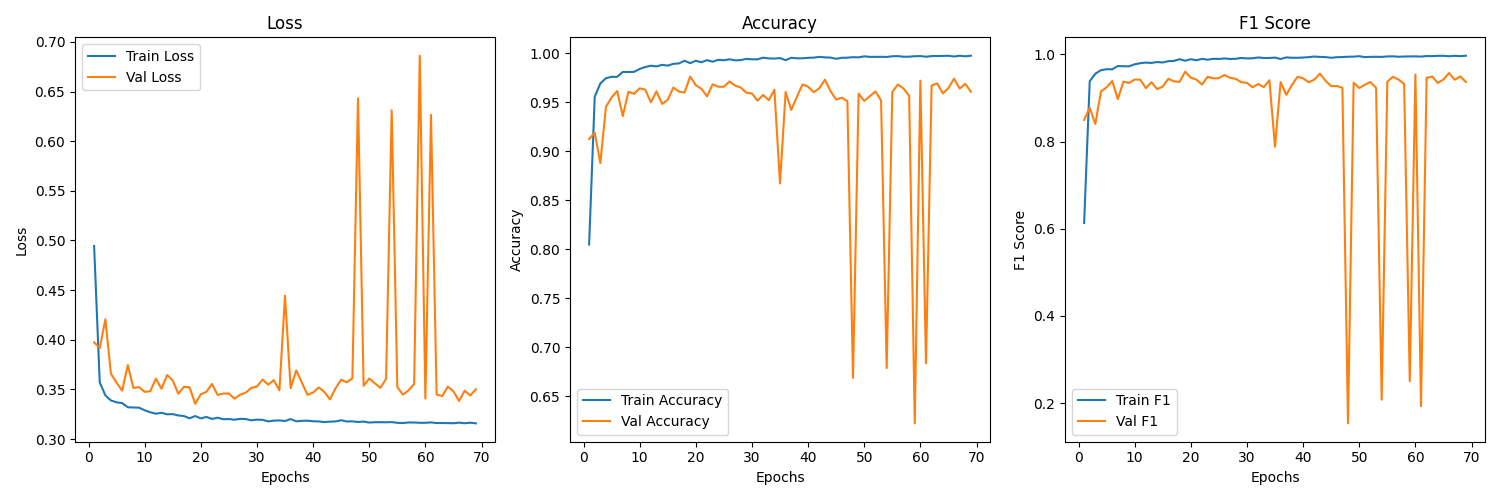 Loss
0.70
0.65
0.60
0.55
0.50
0.45
0.40
0.35
0.30
Loss
Train Loss
Val Loss
0 10 20 30 40 50 60 70
Epochs
Accuracy
1.00
0.95
0.90
0.85
0.80
0.75
0.70
0.65
Accuracy
Train Accuracy
Val Accuracy
0 10 20 30 40 50 60 70
Epochs
F1 Score
1.0
0.8
0.6
0.4
0.2
F1 Score
Train F1
Val F1
0 10 20 30 40 50 60 70
Epochs